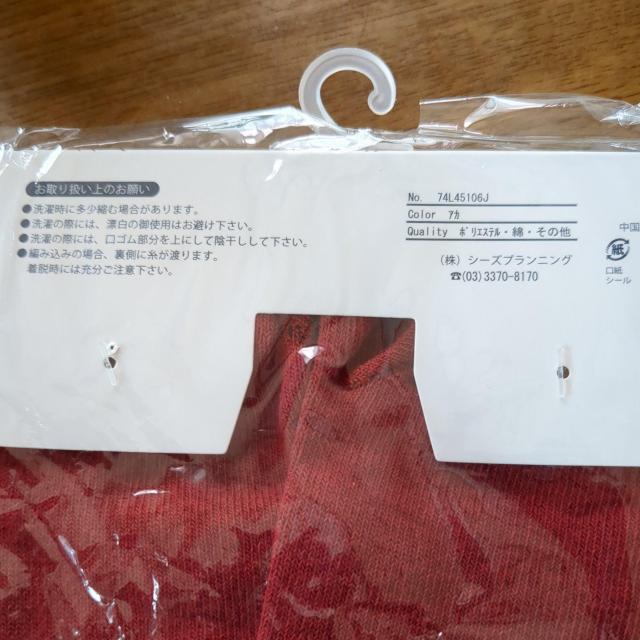 お取り扱い上のお願い
●洗濯時に多少縮む場合があります。
●洗濯の際には、漂白の御使用はお避け下さい。
●洗濯の際には、口ゴム部分を上にして陰干しして下さい。
●編み込みの場合、裏側に糸が渡ります。
着脱時には充分ご注意下さい。
No. 74L45106J
Color アカ
Quality ポリエステル・綿・その他
(株) シーズプランニング
☎(03)3370-8170
中国
紙
口紙
シール